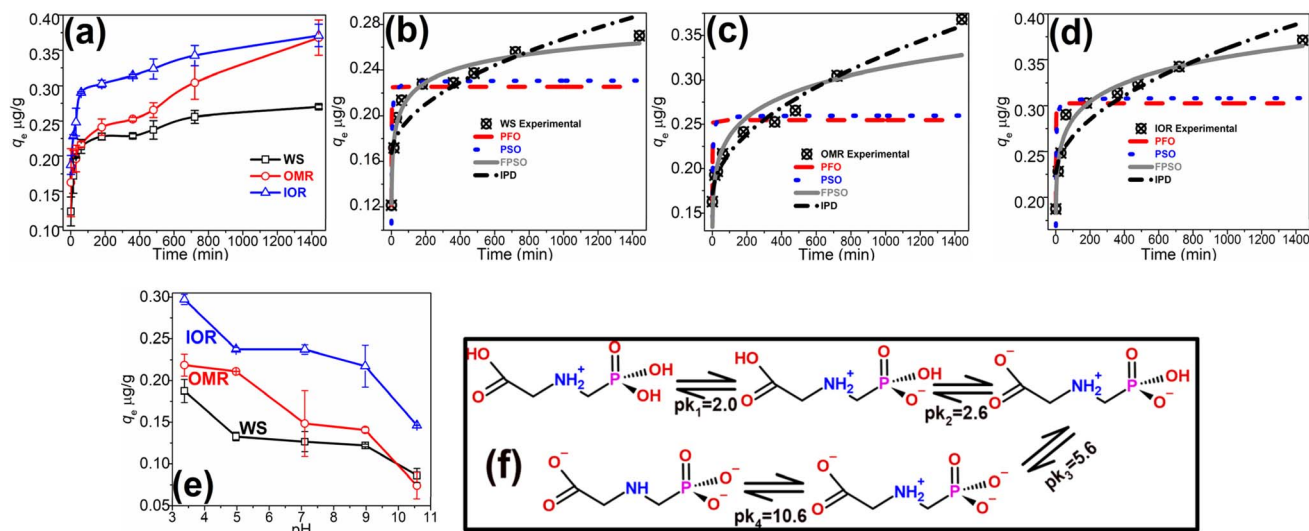 (a)
qe µg/g
0.40
0.35
0.30
0.25
0.20
0.15
0.10
WS
OMR
IOR
0 200 400 600 800 1000 1200 1400
Time (min)
(b)
qe µg/g
0.28
0.24
0.20
0.16
0.12
WS Experimental
PFO
PSO
FPSO
IPD
0 200 400 600 800 1000 1200 1400
Time (min)
(c)
qe µg/g
0.35
0.30
0.25
0.20
0.15
OMR Experimental
PFO
PSO
FPSO
IPD
0 200 400 600 800 1000 1200 1400
Time (min)
(d)
qe µg/g
0.40
0.35
0.30
0.25
0.20
IOR Experimental
PFO
PSO
FPSO
IPD
0 200 400 600 800 1000 1200 1400
Time (min)
(e)
qe µg/g
0.30
0.25
0.20
0.15
0.10
0.05
IOR
OMR
WS
3 4 5 6 7 8 9 10 11
pH
(f)
HO
O
NH2+
O
P
OH
OH
pk1=2.0
HO
O
NH2+
O
P
OH
O−
pk2=2.6
O−
O
NH2+
O
P
OH
O−
pk3=5.6
O−
O
NH2+
O
P
O−
O−
pk4=10.6
O−
O
NH
O
P
O−
O−